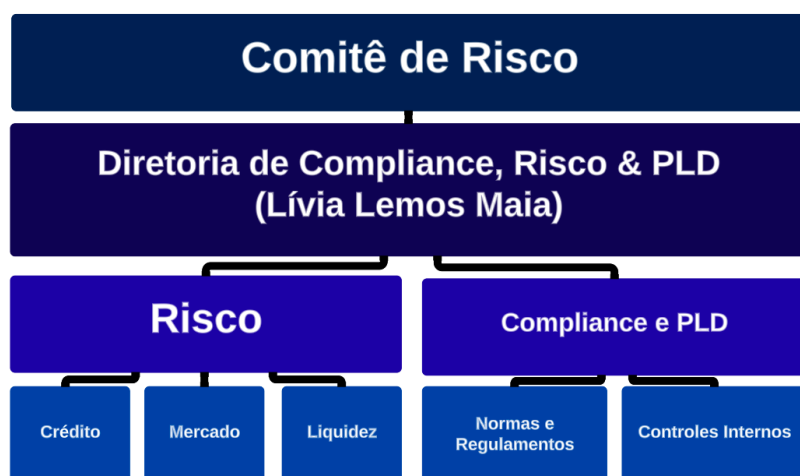 Comitê de Risco
Diretoria de Compliance, Risco & PLD
(Lívia Lemos Maia)
Risco
Compliance e PLD
Crédito
Mercado
Liquidez
Normas e
Regulamentos
Controles Internos